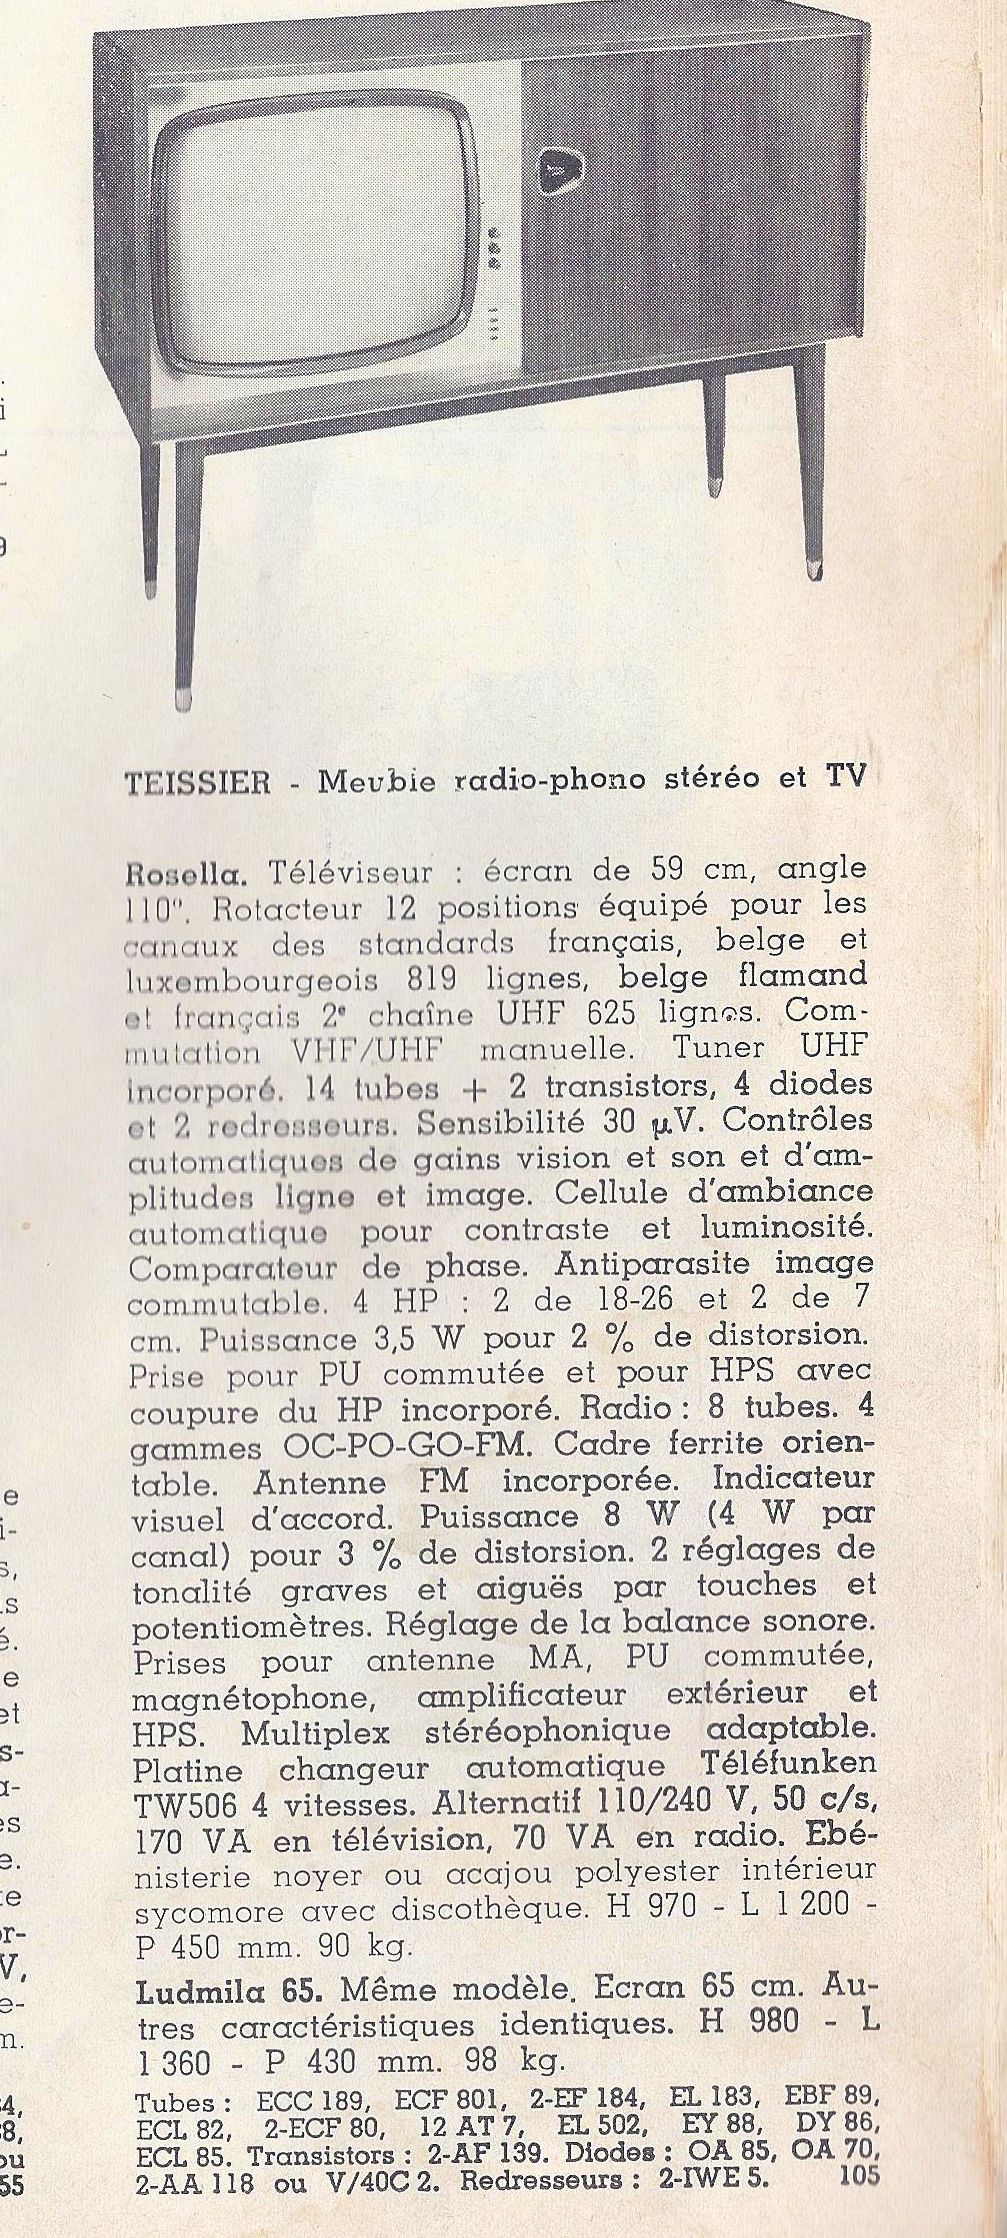 TEISSIER - Meuble radio-phono stéréo et TV
Rosella. Téléviseur : écran de 59 cm, angle
110". Rotacteur 12 positions équipé pour les
canaux des standards français, belge et
luxembourgeois 819 lignes, belge flamand
et français 2e chaîne UHF 625 lignes. Com-
mutation VHF/UHF manuelle. Tuner UHF
incorporé. 14 tubes + 2 transistors, 4 diodes
et 2 redresseurs. Sensibilité 30 µV. Contrôles
automatiques de gains vision et son et d'am-
plitudes ligne et image. Cellule d'ambiance
automatique pour contraste et luminosité.
Comparateur de phase. Antiparasite image
commutable. 4 HP : 2 de 18-26 et 2 de 7
cm. Puissance 3,5 W pour 2 % de distorsion.
Prise pour PU commutée et pour HPS avec
coupure du HP incorporé. Radio : 8 tubes. 4
gammes OC-PO-GO-FM. Cadre ferrite orien-
table. Antenne FM incorporée. Indicateur
visuel d'accord. Puissance 8 W (4 W par
canal) pour 3 % de distorsion. 2 réglages de
tonalité graves et aiguës par touches et
potentiomètres. Réglage de la balance sonore.
Prises pour antenne MA, PU commutée,
magnétophone, amplificateur extérieur et
HPS. Multiplex stéréophonique adaptable.
Platine changeur automatique Téléfunken
TW506 4 vitesses. Alternatif 110/240 V, 50 c/s,
170 VA en télévision, 70 VA en radio. Ebé-
nisterie noyer ou acajou polyester intérieur
sycomore avec discothèque. H 970 - L 1 200 -
P 450 mm. 90 kg.
Ludmila 65. Même modèle. Ecran 65 cm. Au-
tres caractéristiques identiques. H 980 - L
1 360 - P 430 mm. 98 kg.
Tubes : ECC 189, ECF 801, 2-EF 184, EL 183, EBF 89,
ECL 82, 2-ECF 80, 12 AT 7, EL 502, EY 88, DY 86,
ECL 85. Transistors : 2-AF 139. Diodes : OA 85, OA 70,
2-AA 118 ou V/40C 2. Redresseurs : 2-IWE 5. 105